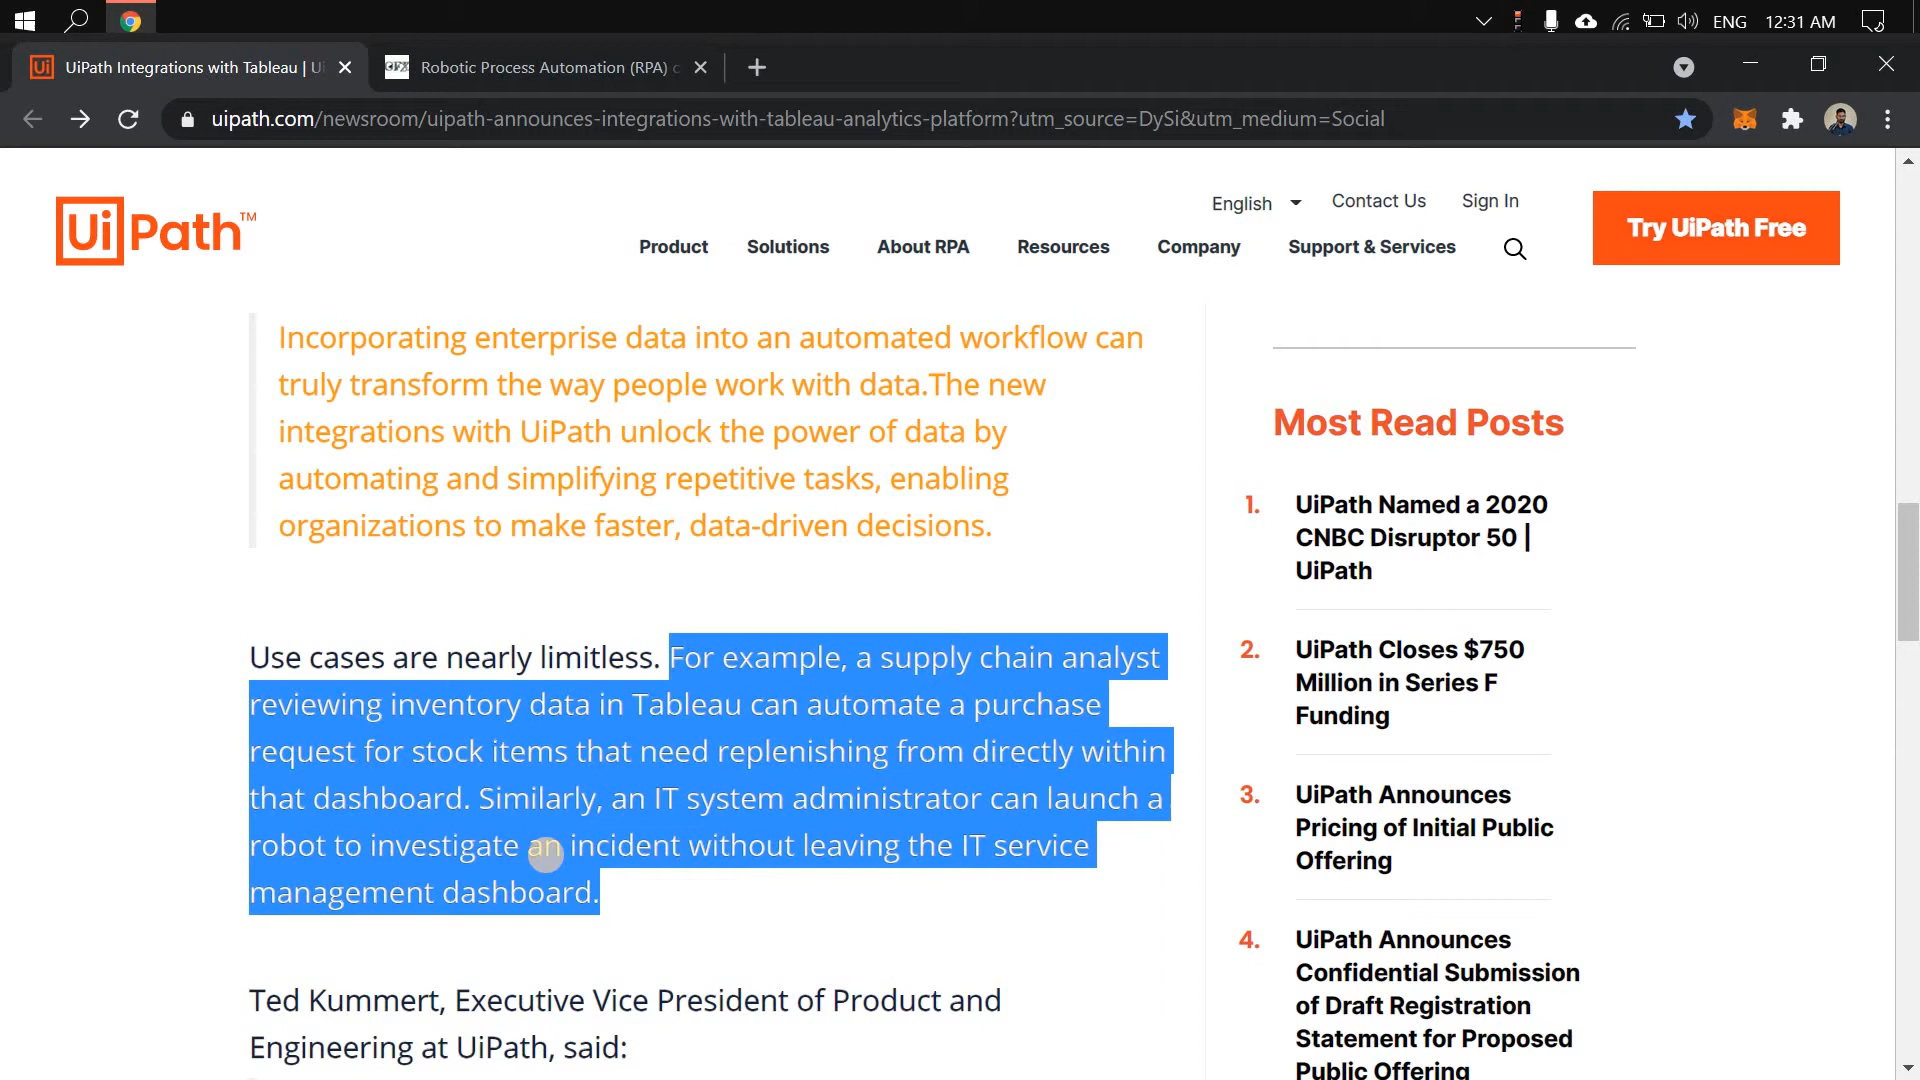 ENG 12:31 AM
UiPath Integrations with Tableau | U
Robotic Process Automation (RPA) c
uipath.com/newsroom/uipath-announces-integrations-with-tableau-analytics-platform?utm_source=DySi&utm_medium=Social
UiPath™
English Contact Us Sign In
Product Solutions About RPA Resources Company Support & Services
Try UiPath Free
Incorporating enterprise data into an automated workflow can
truly transform the way people work with data.The new
integrations with UiPath unlock the power of data by
automating and simplifying repetitive tasks, enabling
organizations to make faster, data-driven decisions.
Use cases are nearly limitless. For example, a supply chain analyst
reviewing inventory data in Tableau can automate a purchase
request for stock items that need replenishing from directly within
that dashboard. Similarly, an IT system administrator can launch a
robot to investigate an incident without leaving the IT service
management dashboard.
Ted Kummert, Executive Vice President of Product and
Engineering at UiPath, said:
Most Read Posts
1. UiPath Named a 2020
CNBC Disruptor 50 |
UiPath
2. UiPath Closes $750
Million in Series F
Funding
3. UiPath Announces
Pricing of Initial Public
Offering
4. UiPath Announces
Confidential Submission
of Draft Registration
Statement for Proposed
Public Offering